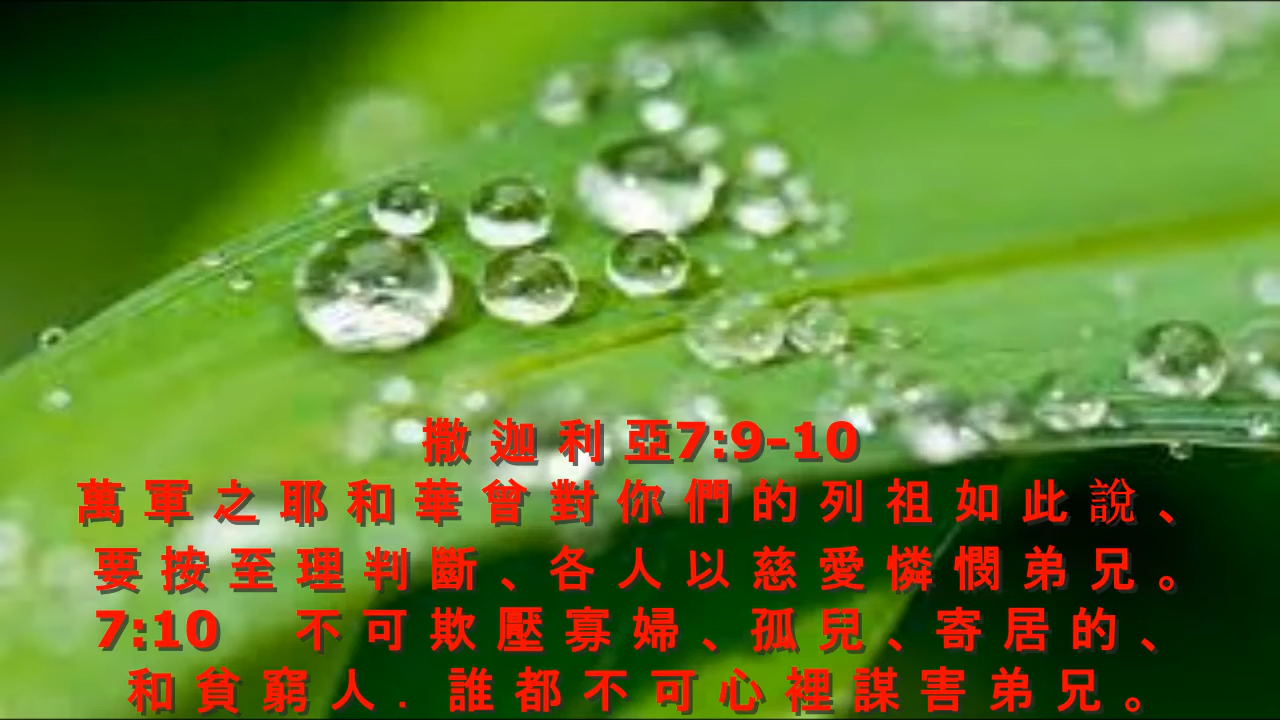 撒迦利亞7:9-10
萬軍之耶和華曾對你們的列祖如此說、
要按至理判斷、各人以慈愛憐憫弟兄。
7:10 不可欺壓寡婦、孤兒、寄居的、
和貧窮人．誰都不可心裡謀害弟兄。